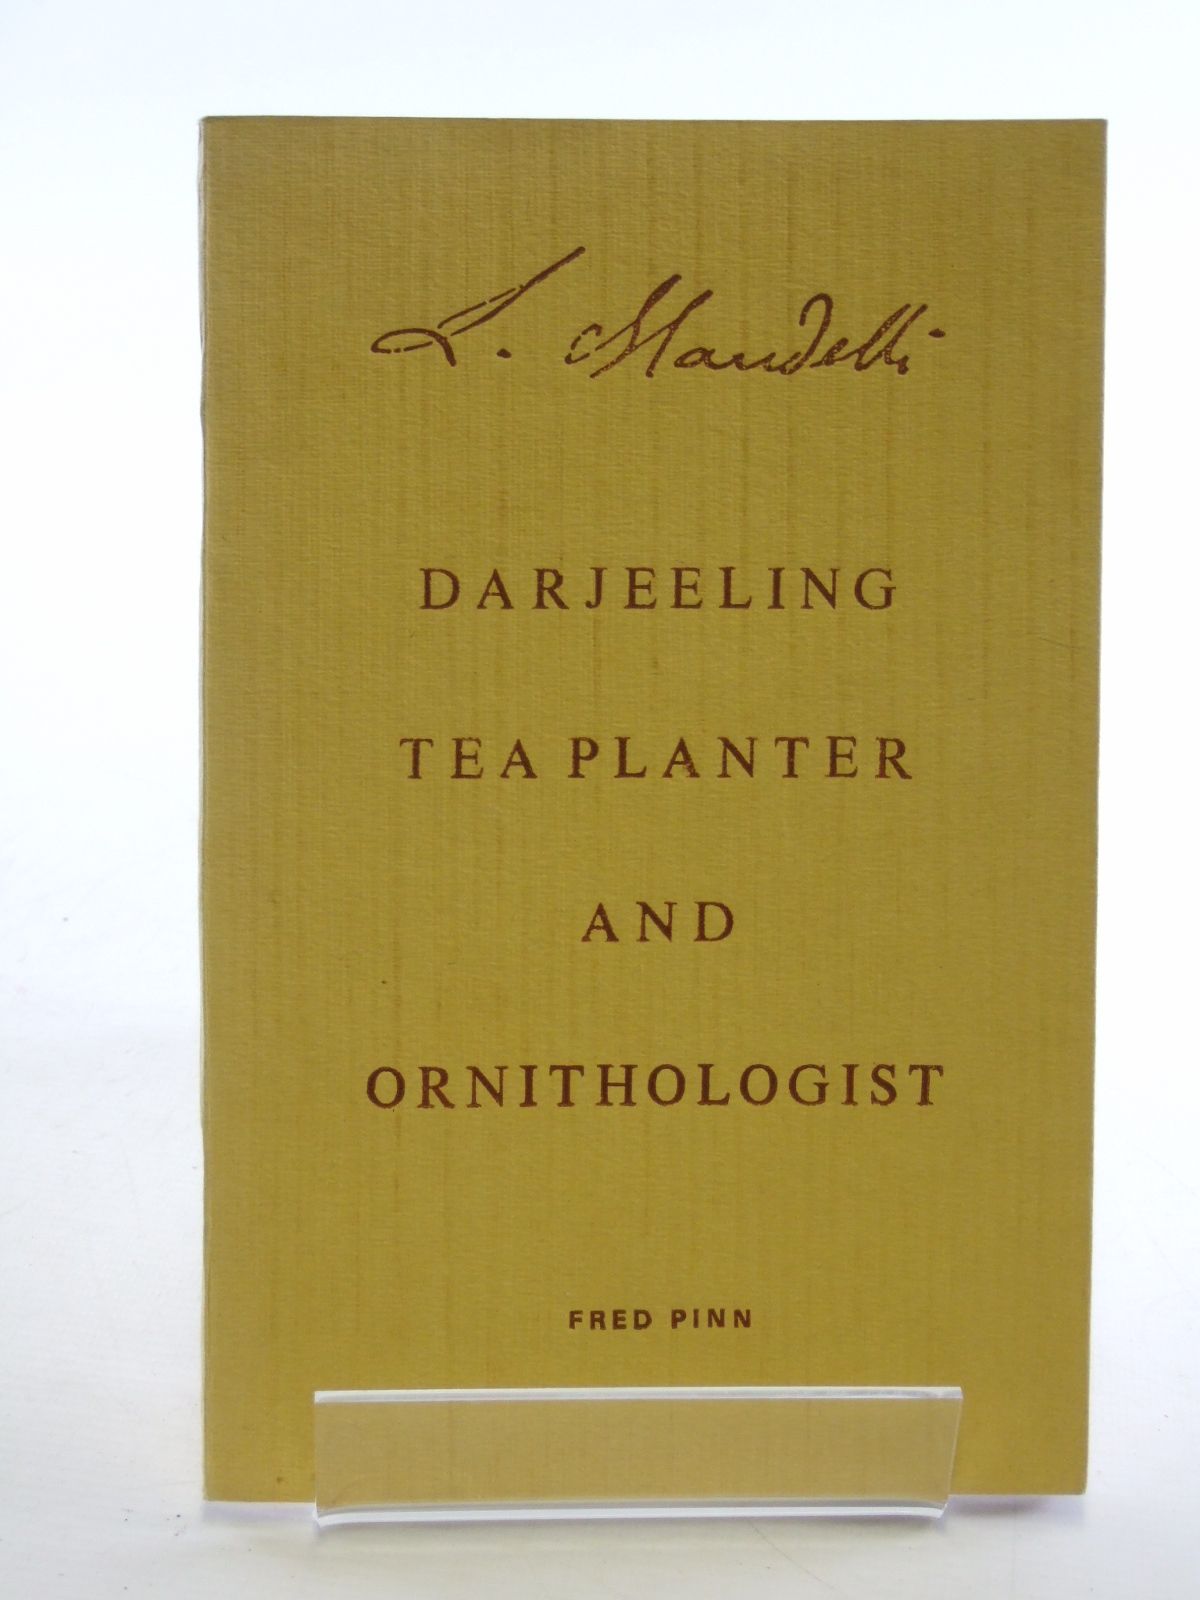 L. Mandelli
DARJEELING
TEA PLANTER
AND
ORNITHOLOGIST
FRED PINN